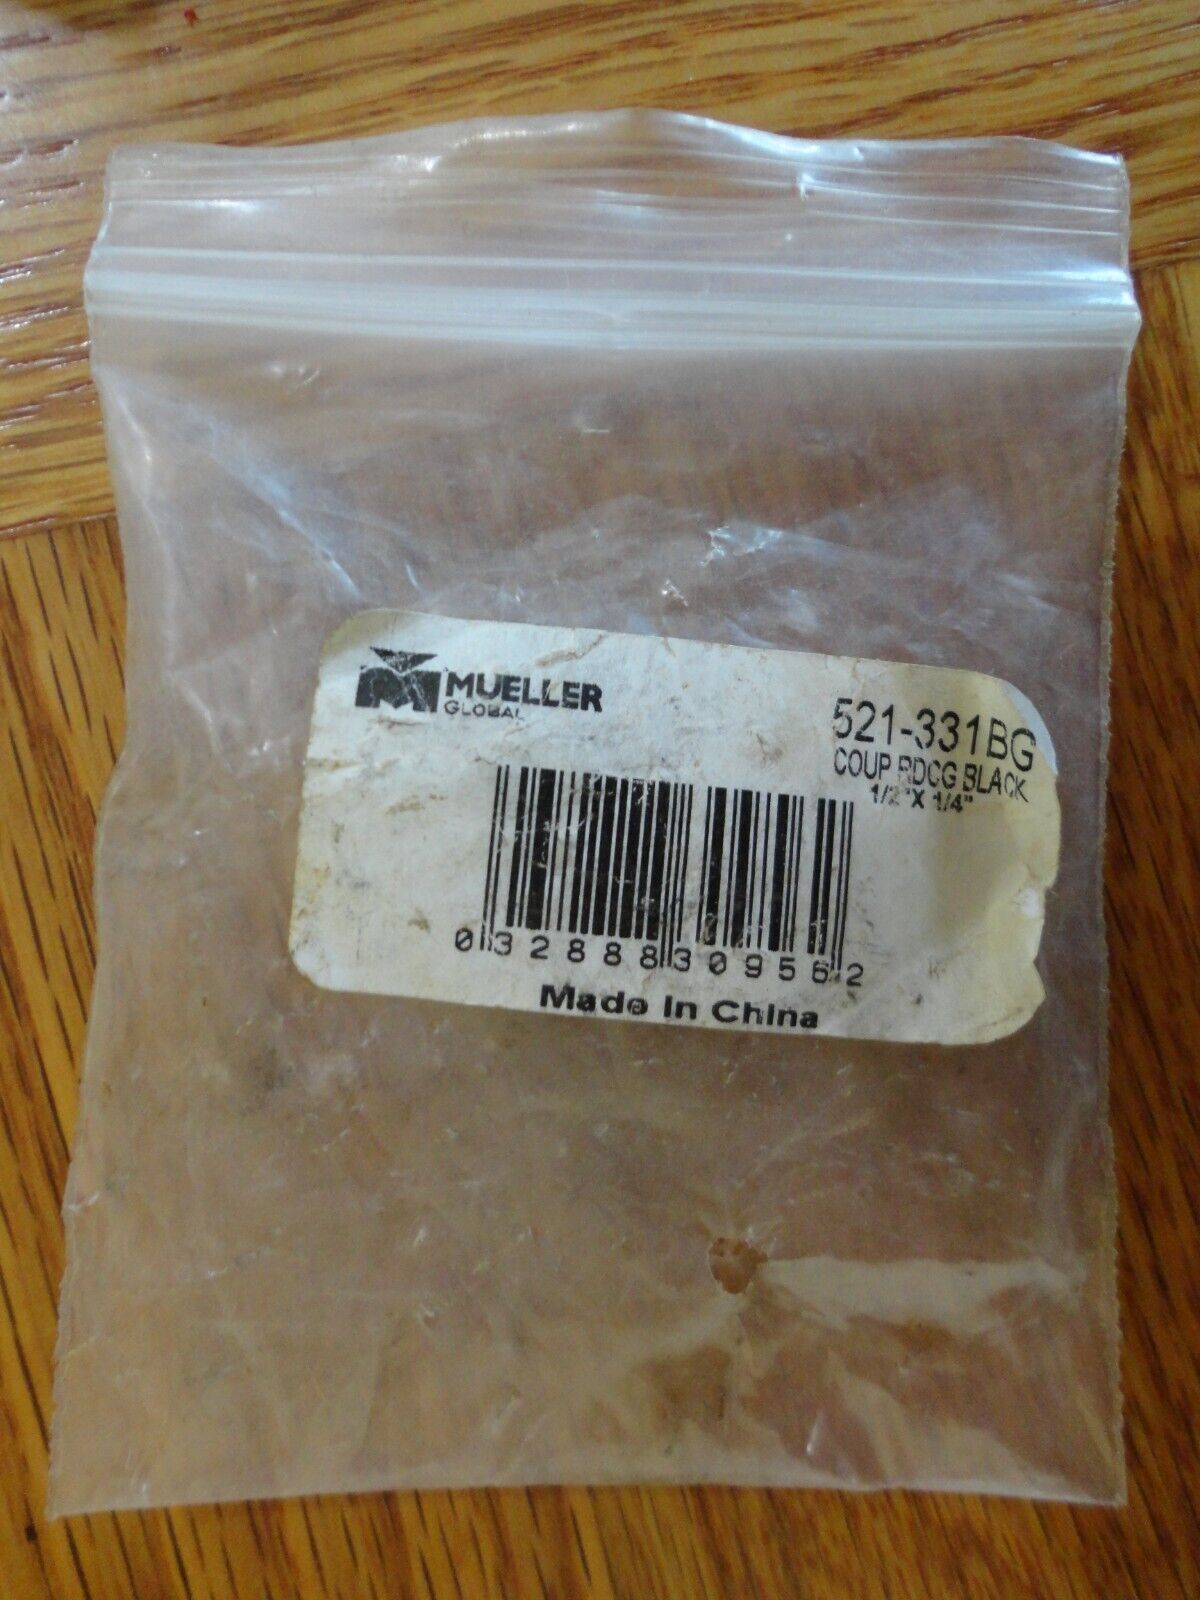 MUELLER
GLOBAL
521-331BG
COUP RDCG BLACK
1/2"X 1/4"
0 32888 30956 2
Made In China